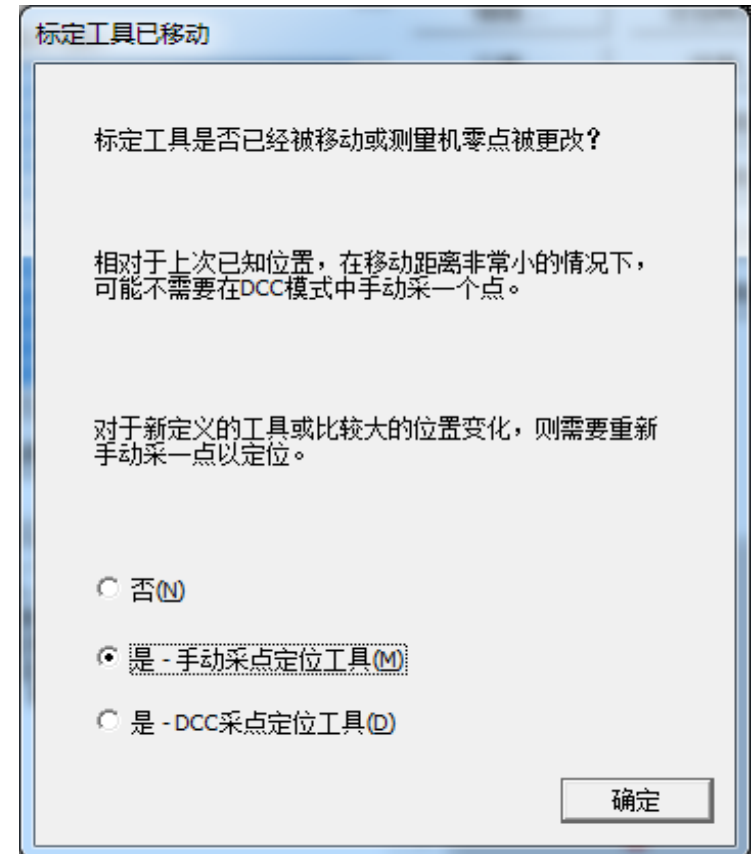 标定工具已移动
标定工具是否已经被移动或测量机零点被更改？
相对于上次已知位置，在移动距离非常小的情况下，
可能不需要在DCC模式中手动采一个点。
对于新定义的工具或比较大的位置变化，则需要重新
手动采一点以定位。
否(N)
是 - 手动采点定位工具(M)
是 - DCC采点定位工具(D)
确定